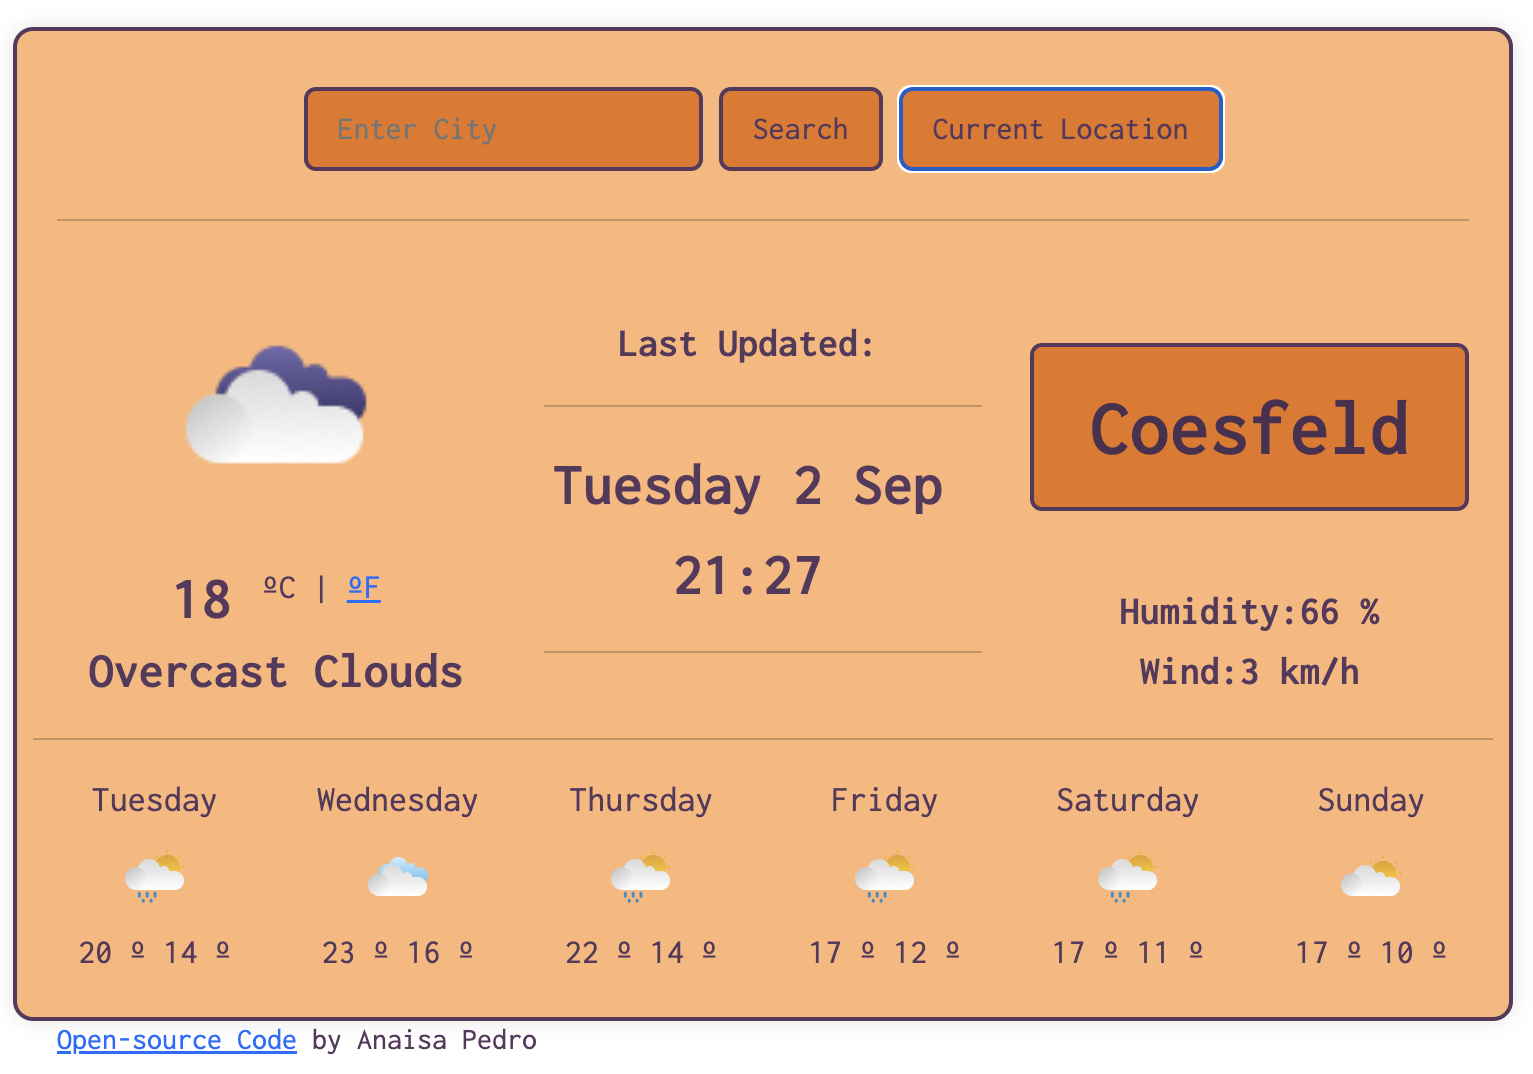 Enter City
Search
Current Location
Last Updated:
Tuesday 2 Sep
21:27
Coesfeld
18 ºC | ºF
Overcast Clouds
Humidity:66 %
Wind:3 km/h
Tuesday Wednesday Thursday Friday Saturday Sunday
20 º 14 º 23 º 16 º 22 º 14 º 17 º 12 º 17 º 11 º 17 º 10 º
Open-source Code by Anaisa Pedro